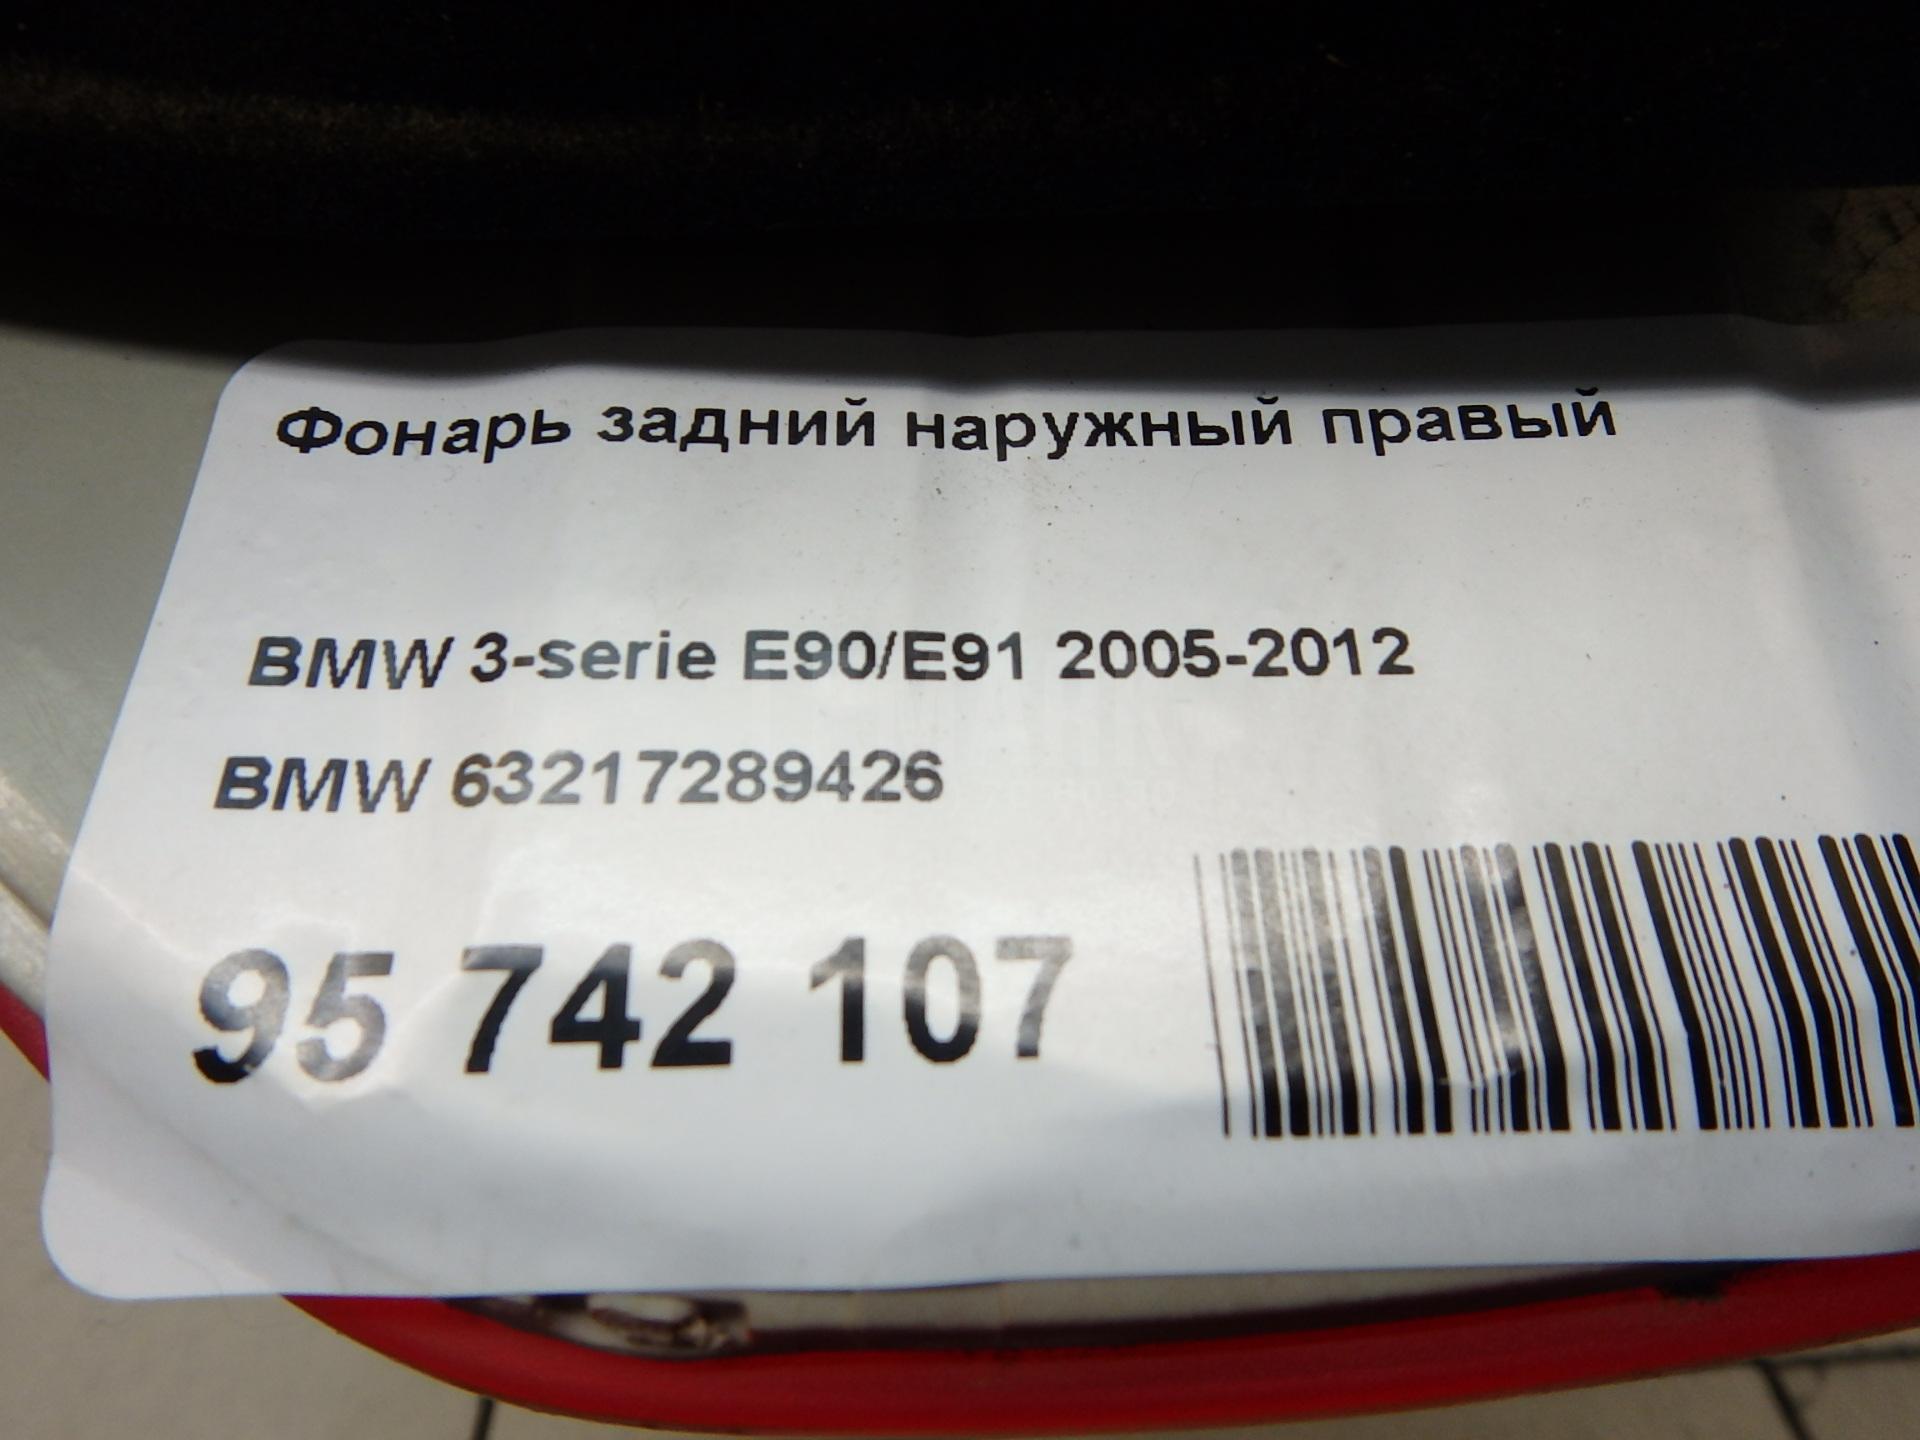 Фонарь задний наружный правый
BMW 3-serie E90/E91 2005-2012
BMW 63217289426
95 742 107